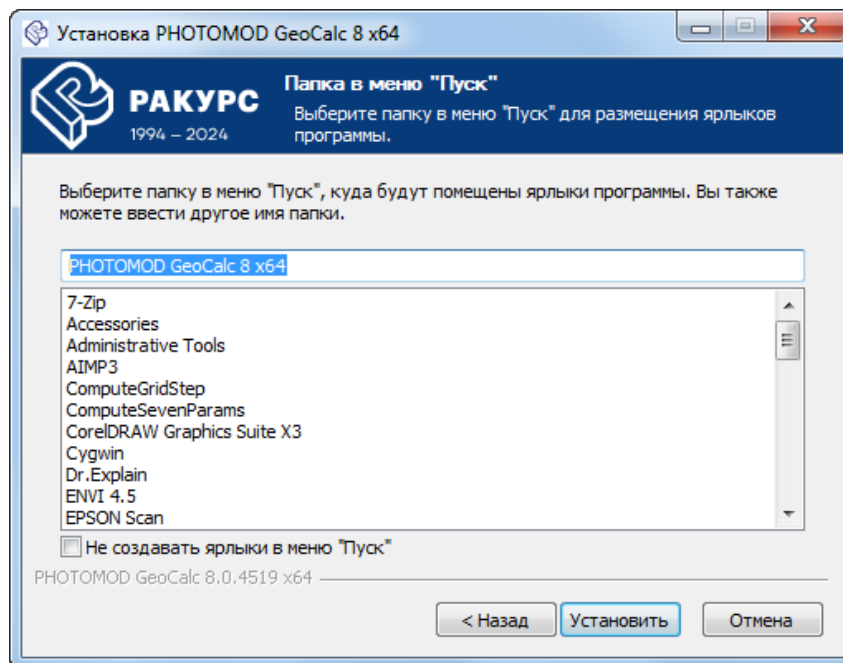 Установка PHOTOMOD GeoCalc 8 x64
РАКУРС
1994 – 2024
Папка в меню "Пуск"
Выберите папку в меню "Пуск" для размещения ярлыков
программы.
Выберите папку в меню "Пуск", куда будут помещены ярлыки программы. Вы также
можете ввести другое имя папки.
PHOTOMOD GeoCalc 8 x64
7-Zip
Accessories
Administrative Tools
AIMP3
ComputeGridStep
ComputeSevenParams
CorelDRAW Graphics Suite X3
Cygwin
Dr.Explain
ENVI 4.5
EPSON Scan
Не создавать ярлыки в меню "Пуск"
PHOTOMOD GeoCalc 8.0.4519 x64
< Назад
Установить
Отмена